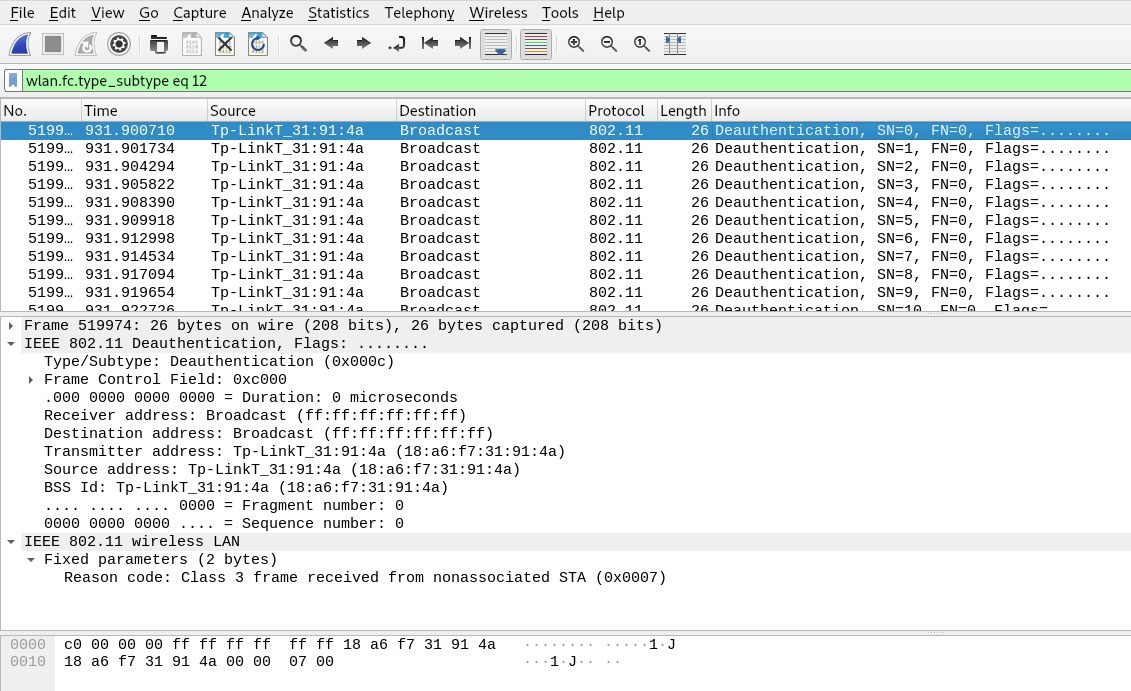 File Edit View Go Capture Analyze Statistics Telephony Wireless Tools Help
wlan.fc.type_subtype eq 12
No. Time Source Destination Protocol Length Info
5199… 931.900710 Tp-LinkT_31:91:4a Broadcast 802.11 26 Deauthentication, SN=0, FN=0, Flags=........
5199… 931.901734 Tp-LinkT_31:91:4a Broadcast 802.11 26 Deauthentication, SN=1, FN=0, Flags=........
5199… 931.904294 Tp-LinkT_31:91:4a Broadcast 802.11 26 Deauthentication, SN=2, FN=0, Flags=........
5199… 931.905822 Tp-LinkT_31:91:4a Broadcast 802.11 26 Deauthentication, SN=3, FN=0, Flags=........
5199… 931.908390 Tp-LinkT_31:91:4a Broadcast 802.11 26 Deauthentication, SN=4, FN=0, Flags=........
5199… 931.909918 Tp-LinkT_31:91:4a Broadcast 802.11 26 Deauthentication, SN=5, FN=0, Flags=........
5199… 931.912998 Tp-LinkT_31:91:4a Broadcast 802.11 26 Deauthentication, SN=6, FN=0, Flags=........
5199… 931.914534 Tp-LinkT_31:91:4a Broadcast 802.11 26 Deauthentication, SN=7, FN=0, Flags=........
5199… 931.917094 Tp-LinkT_31:91:4a Broadcast 802.11 26 Deauthentication, SN=8, FN=0, Flags=........
5199… 931.919654 Tp-LinkT_31:91:4a Broadcast 802.11 26 Deauthentication, SN=9, FN=0, Flags=........
5199… 931.922726 Tp-LinkT_31:91:4a Broadcast 802.11 26 Deauthentication, SN=10, FN=0, Flags=
Frame 519974: 26 bytes on wire (208 bits), 26 bytes captured (208 bits)
IEEE 802.11 Deauthentication, Flags: ........
Type/Subtype: Deauthentication (0x000c)
Frame Control Field: 0xc000
.000 0000 0000 0000 = Duration: 0 microseconds
Receiver address: Broadcast (ff:ff:ff:ff:ff:ff)
Destination address: Broadcast (ff:ff:ff:ff:ff:ff)
Transmitter address: Tp-LinkT_31:91:4a (18:a6:f7:31:91:4a)
Source address: Tp-LinkT_31:91:4a (18:a6:f7:31:91:4a)
BSS Id: Tp-LinkT_31:91:4a (18:a6:f7:31:91:4a)
.... .... .... 0000 = Fragment number: 0
0000 0000 0000 .... = Sequence number: 0
IEEE 802.11 wireless LAN
Fixed parameters (2 bytes)
Reason code: Class 3 frame received from nonassociated STA (0x0007)
0000 c0 00 00 00 ff ff ff ff ff ff 18 a6 f7 31 91 4a ········ ·····1·J
0010 18 a6 f7 31 91 4a 00 00 07 00 ···1·J·· ··